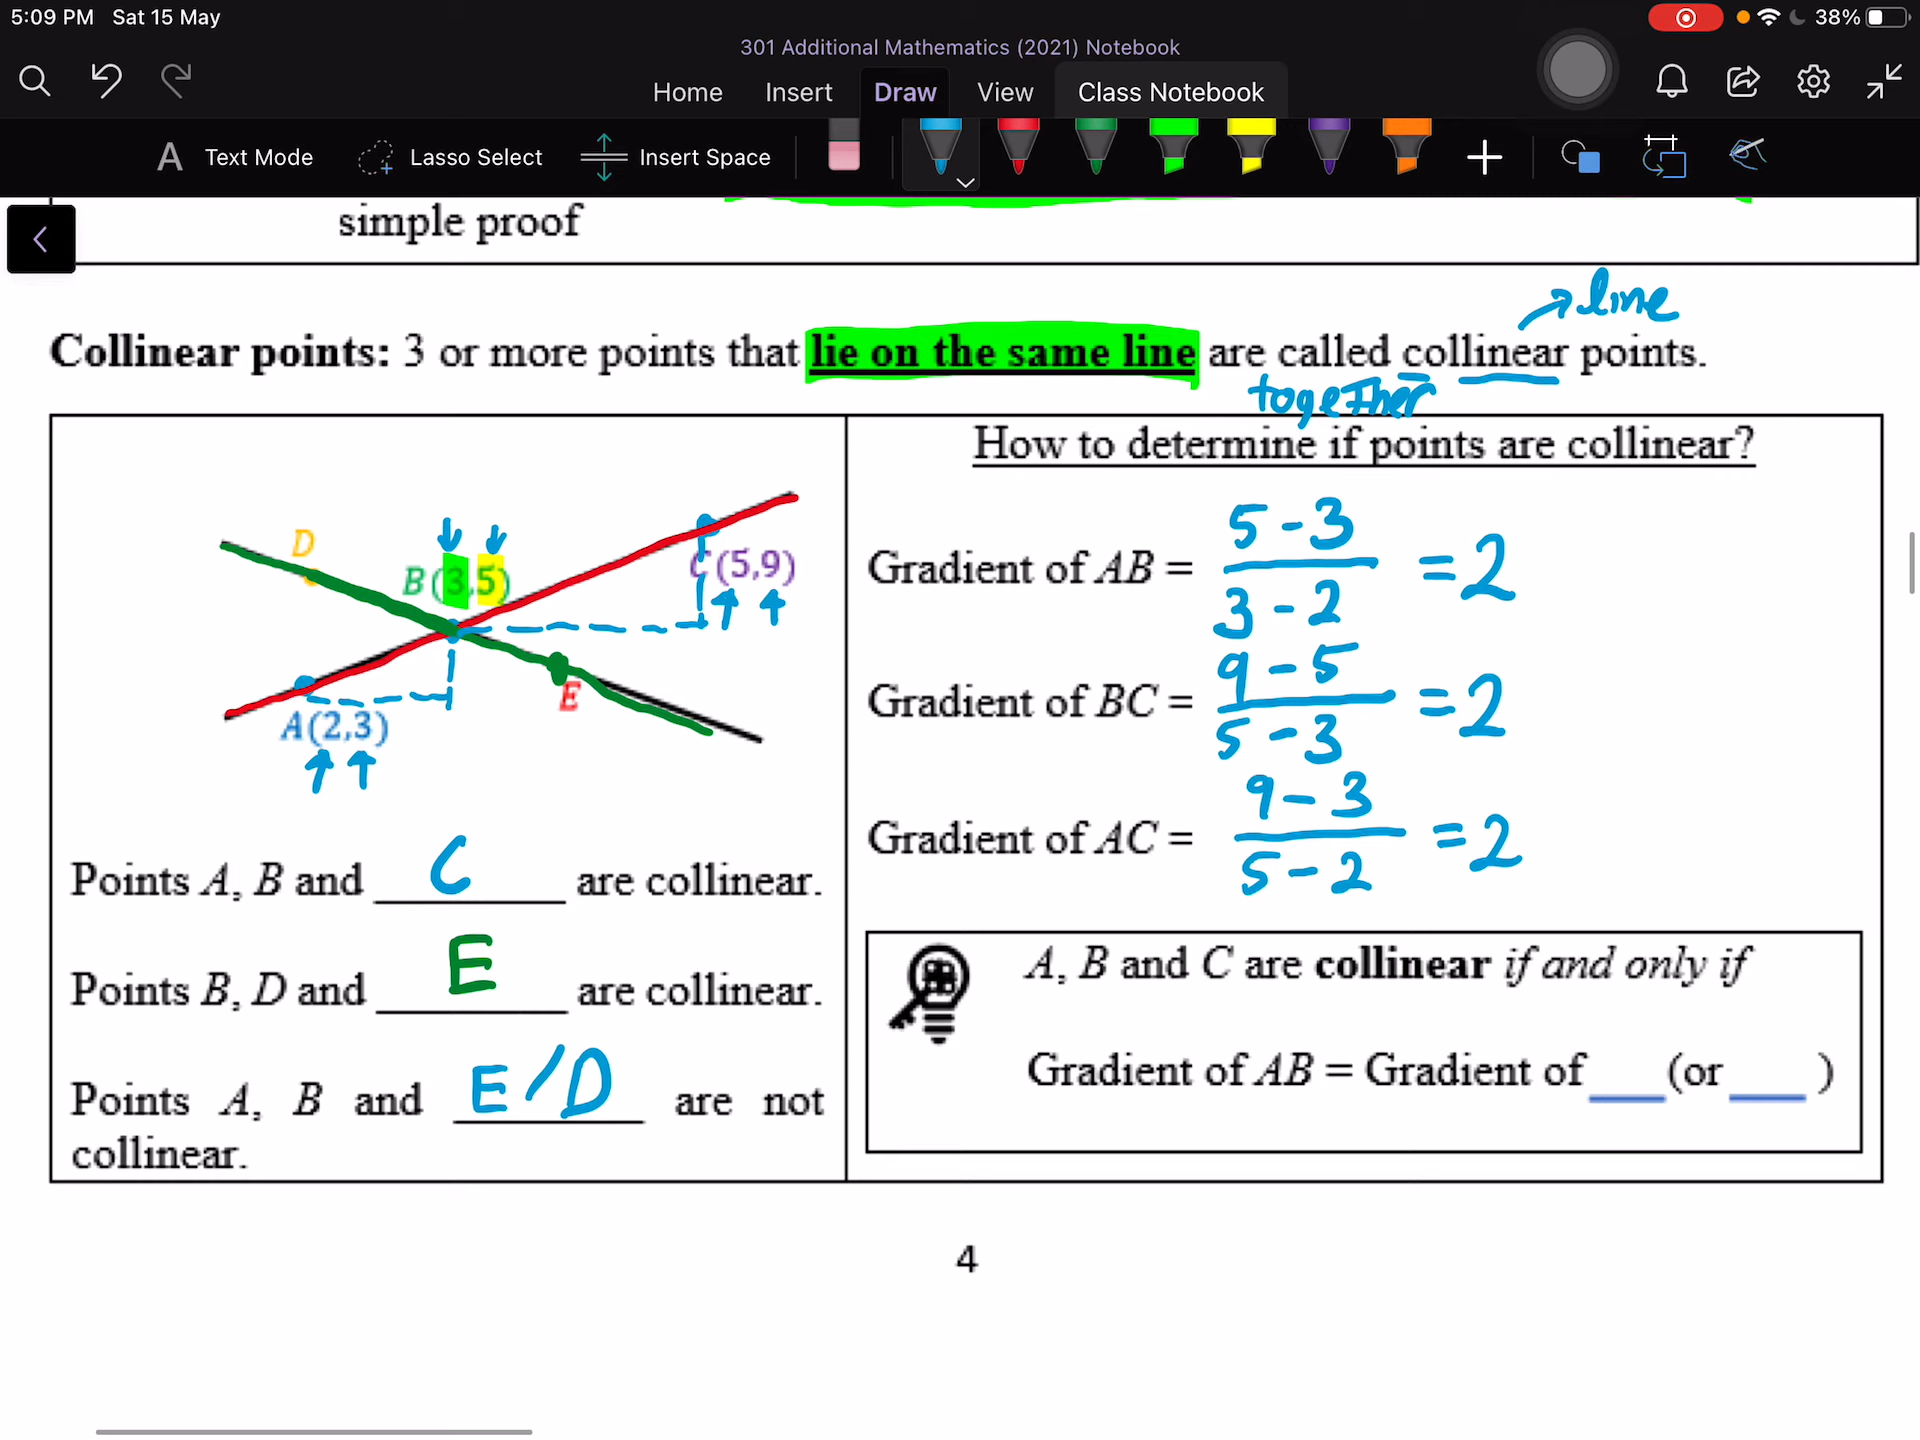 5:09 PM Sat 15 May
38%
301 Additional Mathematics (2021) Notebook
Home Insert Draw View Class Notebook
A Text Mode Lasso Select Insert Space
simple proof
line
Collinear points: 3 or more points that lie on the same line are called collinear points.
together
D
B(3,5)
C(5,9)
E
A(2,3)
Points A, B and C are collinear.
Points B, D and E are collinear.
Points A, B and E/D are not
collinear.
How to determine if points are collinear?
Gradient of AB = 5-3 / 3-2 = 2
Gradient of BC = 9-5 / 5-3 = 2
Gradient of AC = 9-3 / 5-2 = 2
A, B and C are collinear if and only if
Gradient of AB = Gradient of ___ (or ___ )
4